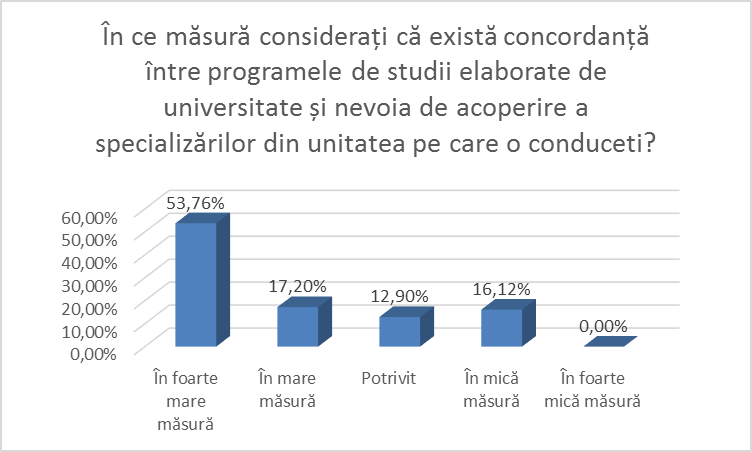 În ce măsură considerați că există concordanță
între programele de studii elaborate de
universitate și nevoia de acoperire a
specializărilor din unitatea pe care o conduceti?
60,00%
50,00%
40,00%
30,00%
20,00%
10,00%
0,00%
53,76%
17,20%
12,90%
16,12%
0,00%
În foarte
mare
măsură
În mare
măsură
Potrivit
În mică
măsură
În foarte
mică măsură